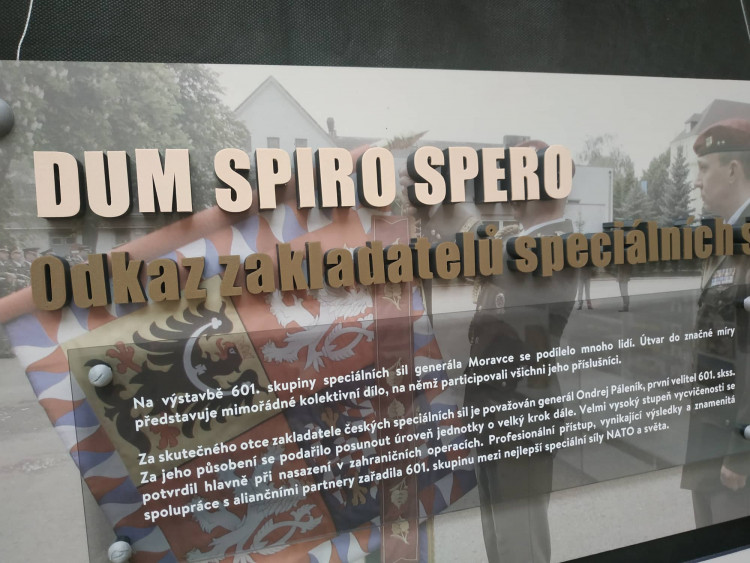 DUM SPIRO SPERO
Odkaz zakladatelů speciálních s
Na výstavbě 601. skupiny speciálních sil generála Moravce se podílelo mnoho lidí. Útvar do značné míry
představuje mimořádné kolektivní dílo, na němž participovali všichni jeho příslušníci.
Za skutečného otce zakladatele českých speciálních sil je považován generál Ondrej Páleník, první velitel 601. skss.
Za jeho působení se podařilo posunout úroveň jednotky o velký krok dále. Velmi vysoký stupeň vycvičenosti se
potvrdil hlavně při nasazení v zahraničních operacích. Profesionální přístup, vynikající výsledky a znamenitá
spolupráce s aliančními partnery zařadila 601. skupinu mezi nejlepší speciální síly NATO a světa.